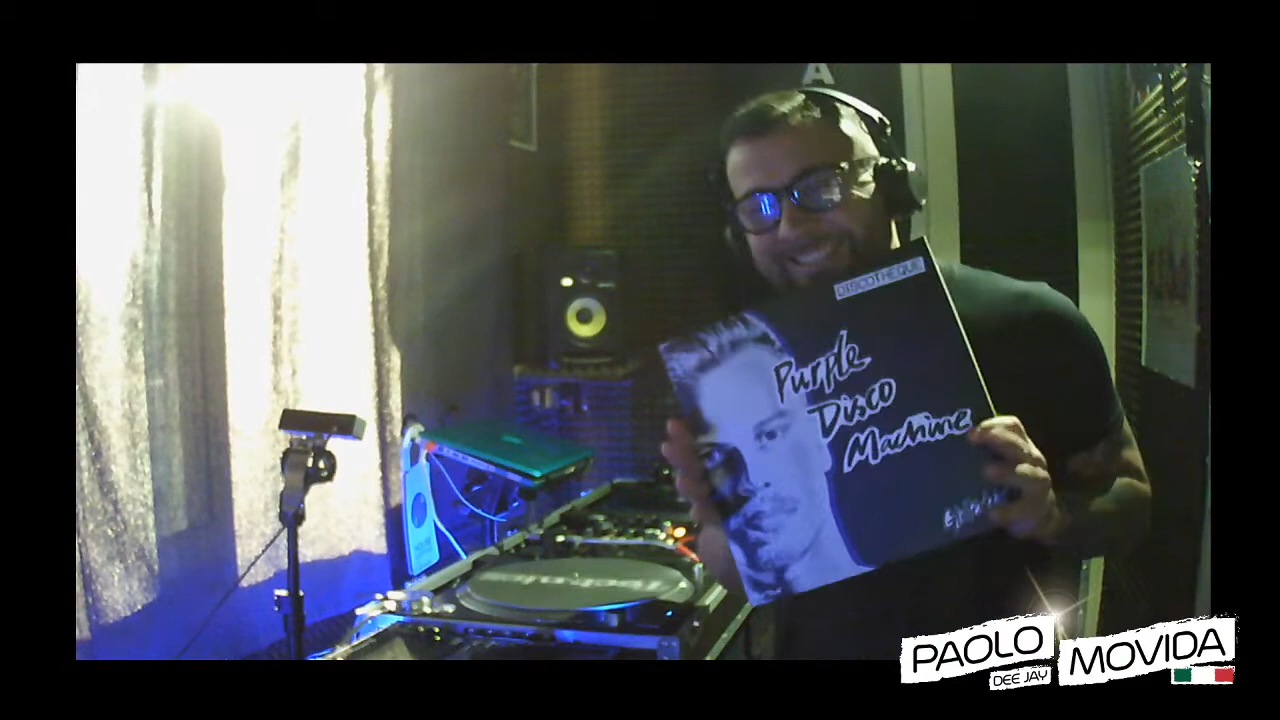 A
DISCOTHEQUE
Purple
Disco
Machine
PAOLO
DEE JAY
MOVIDA